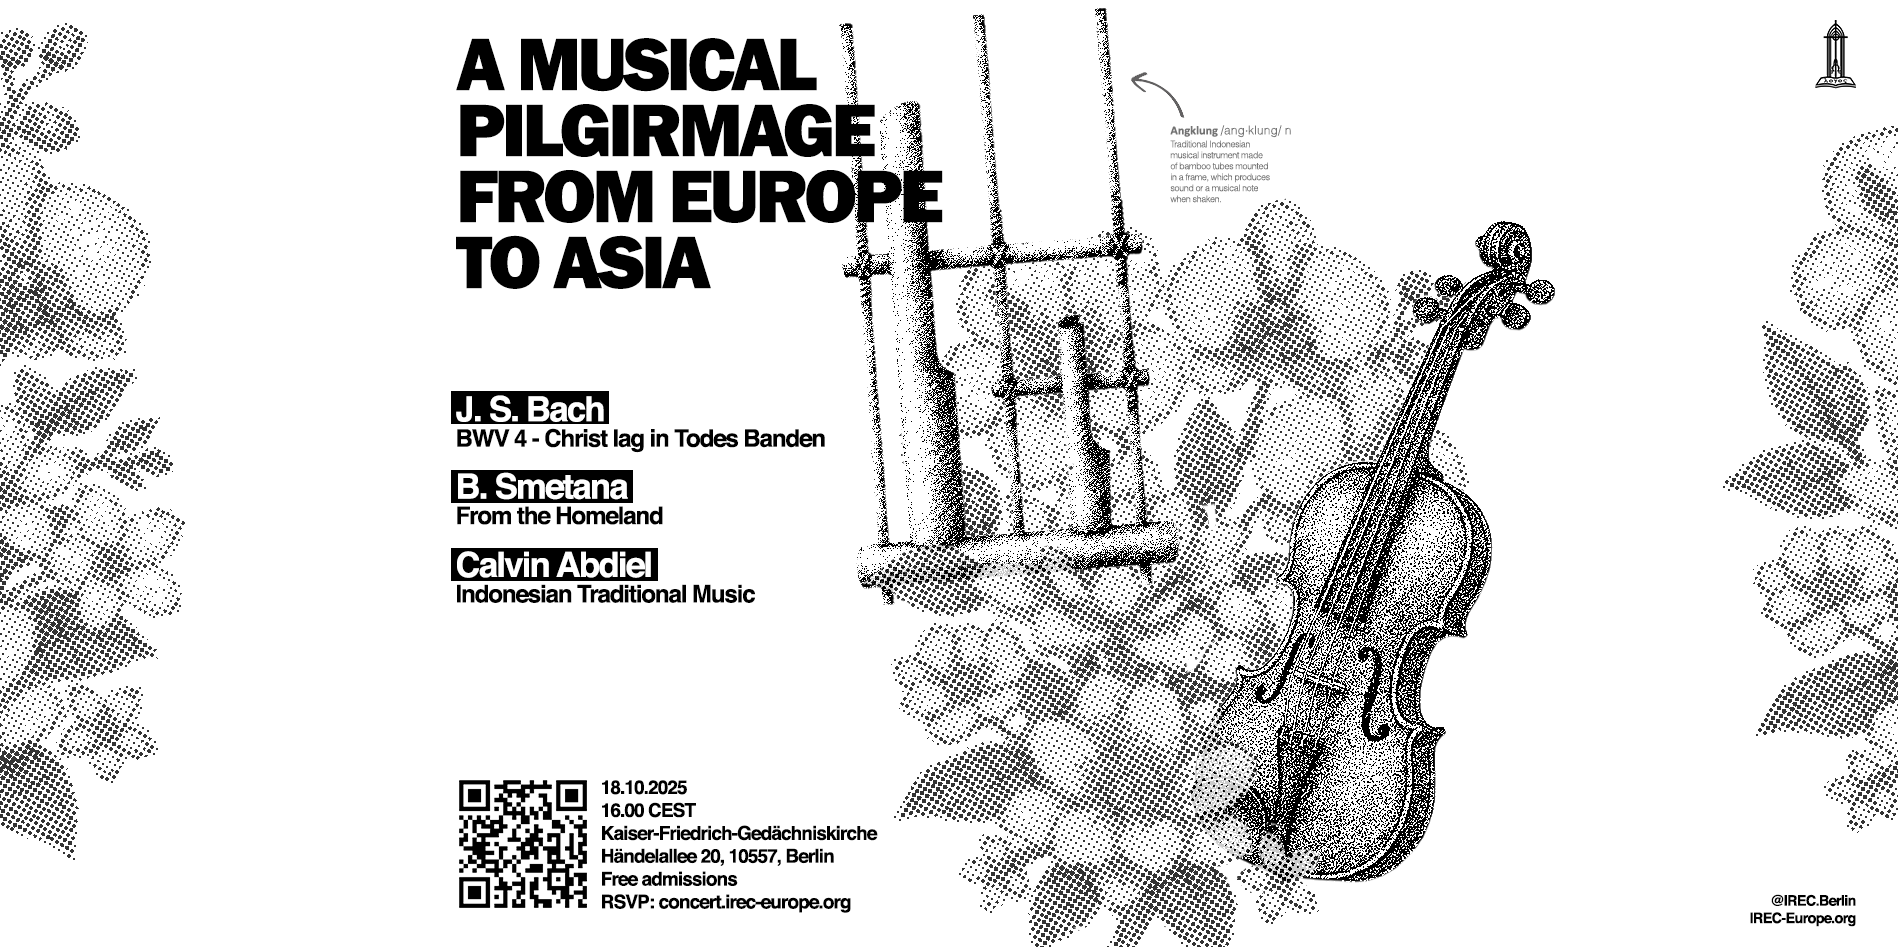 A MUSICAL
PILGIRMAGE
FROM EUROPE
TO ASIA
Angklung /ang·klung/ n
Traditional Indonesian
musical instrument made
of bamboo tubes mounted
in a frame, which produces
sound or a musical note
when shaken.
ΛΟΓΟΣ
J. S. Bach
BWV 4 - Christ lag in Todes Banden
B. Smetana
From the Homeland
Calvin Abdiel
Indonesian Traditional Music
18.10.2025
16.00 CEST
Kaiser-Friedrich-Gedächniskirche
Händelallee 20, 10557, Berlin
Free admissions
RSVP: concert.irec-europe.org
@IREC.Berlin
IREC-Europe.org